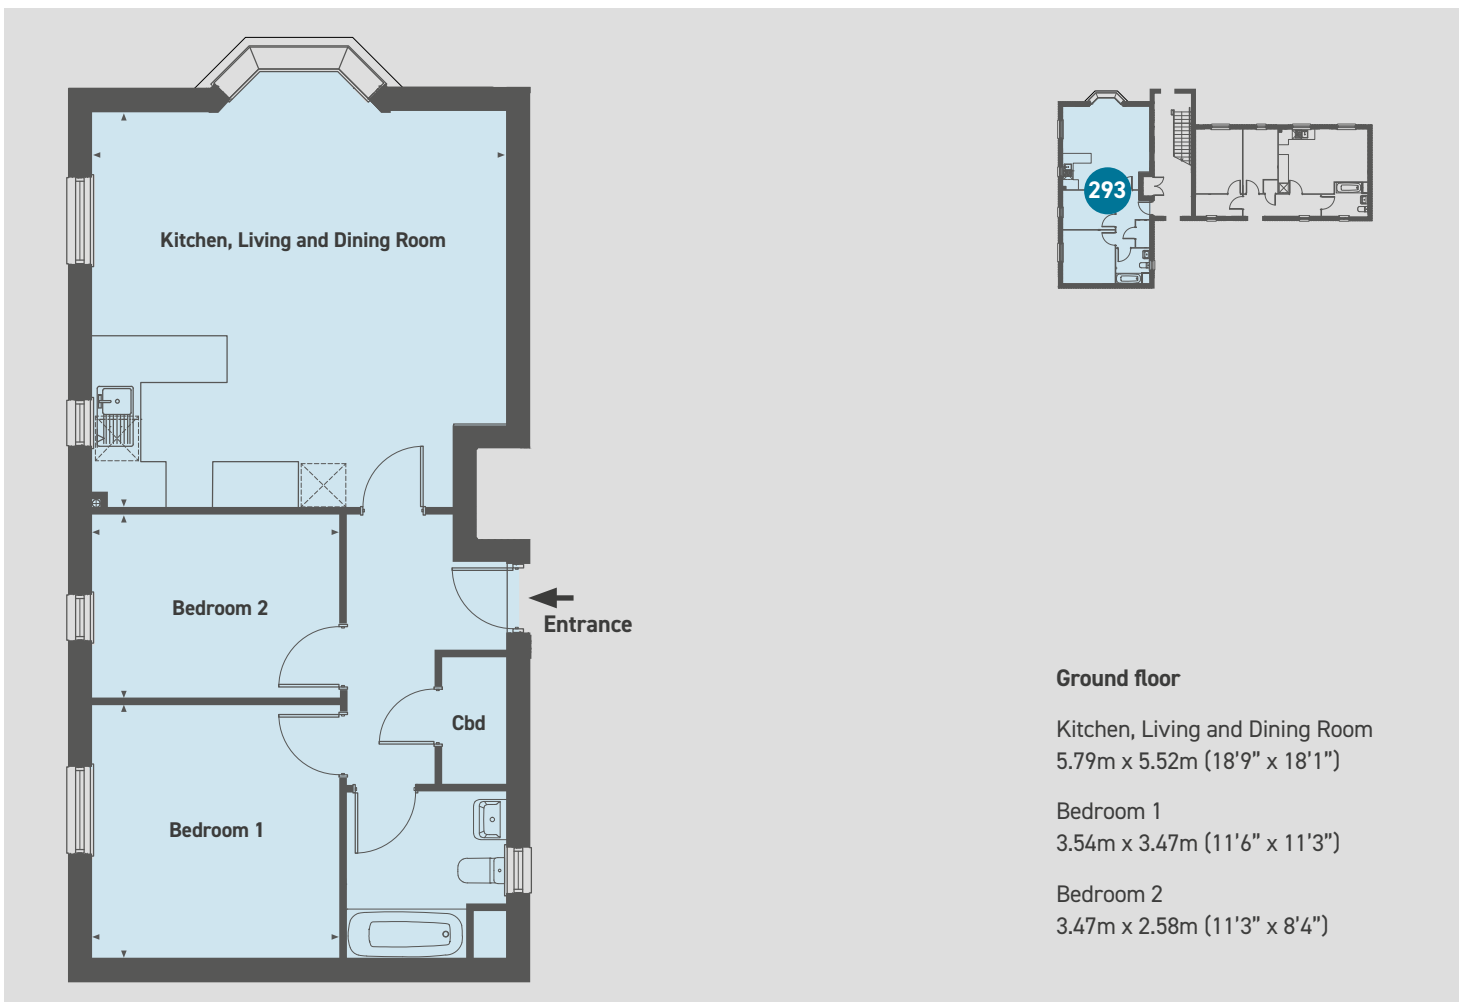 293
Kitchen, Living and Dining Room
Bedroom 2
Entrance
Cbd
Bedroom 1
Ground floor
Kitchen, Living and Dining Room
5.79m x 5.52m (18’9” x 18’1”)
Bedroom 1
3.54m x 3.47m (11’6” x 11’3”)
Bedroom 2
3.47m x 2.58m (11’3” x 8’4”)